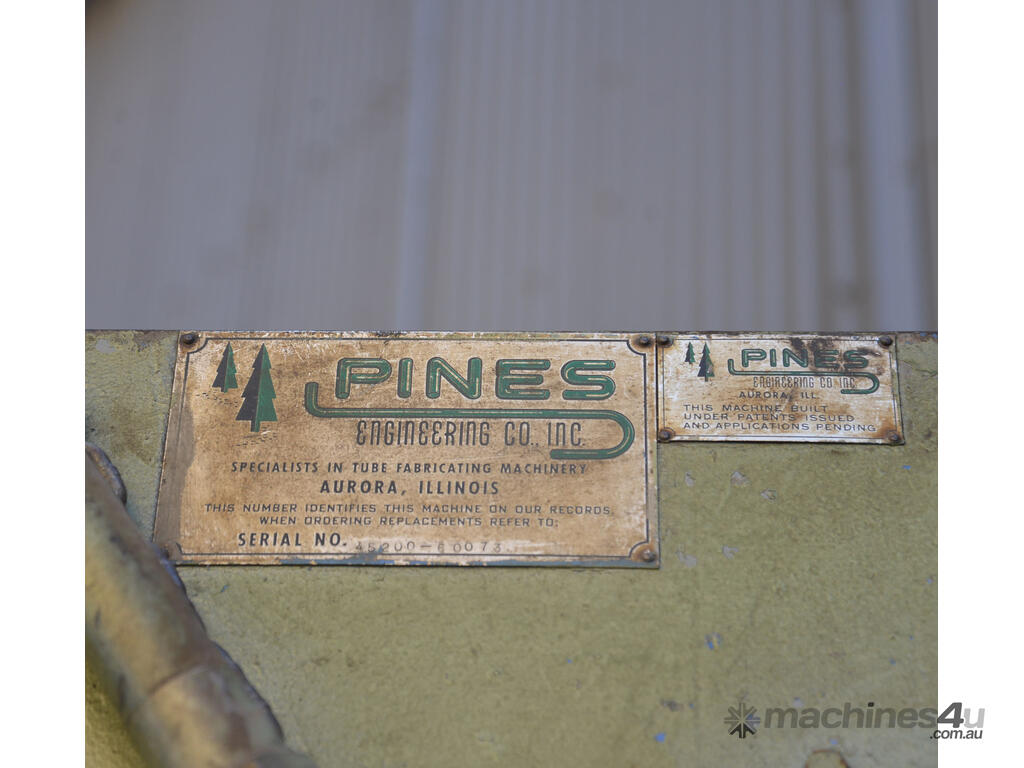 PINES
ENGINEERING CO., INC.
SPECIALISTS IN TUBE FABRICATING MACHINERY
AURORA, ILLINOIS
THIS NUMBER IDENTIFIES THIS MACHINE ON OUR RECORDS.
WHEN ORDERING REPLACEMENTS REFER TO:
SERIAL NO. 45200-60073
PINES
ENGINEERING CO. INC.
AURORA, ILL.
THIS MACHINE BUILT
UNDER PATENTS ISSUED
AND APPLICATIONS PENDING
machines4u
.com.au